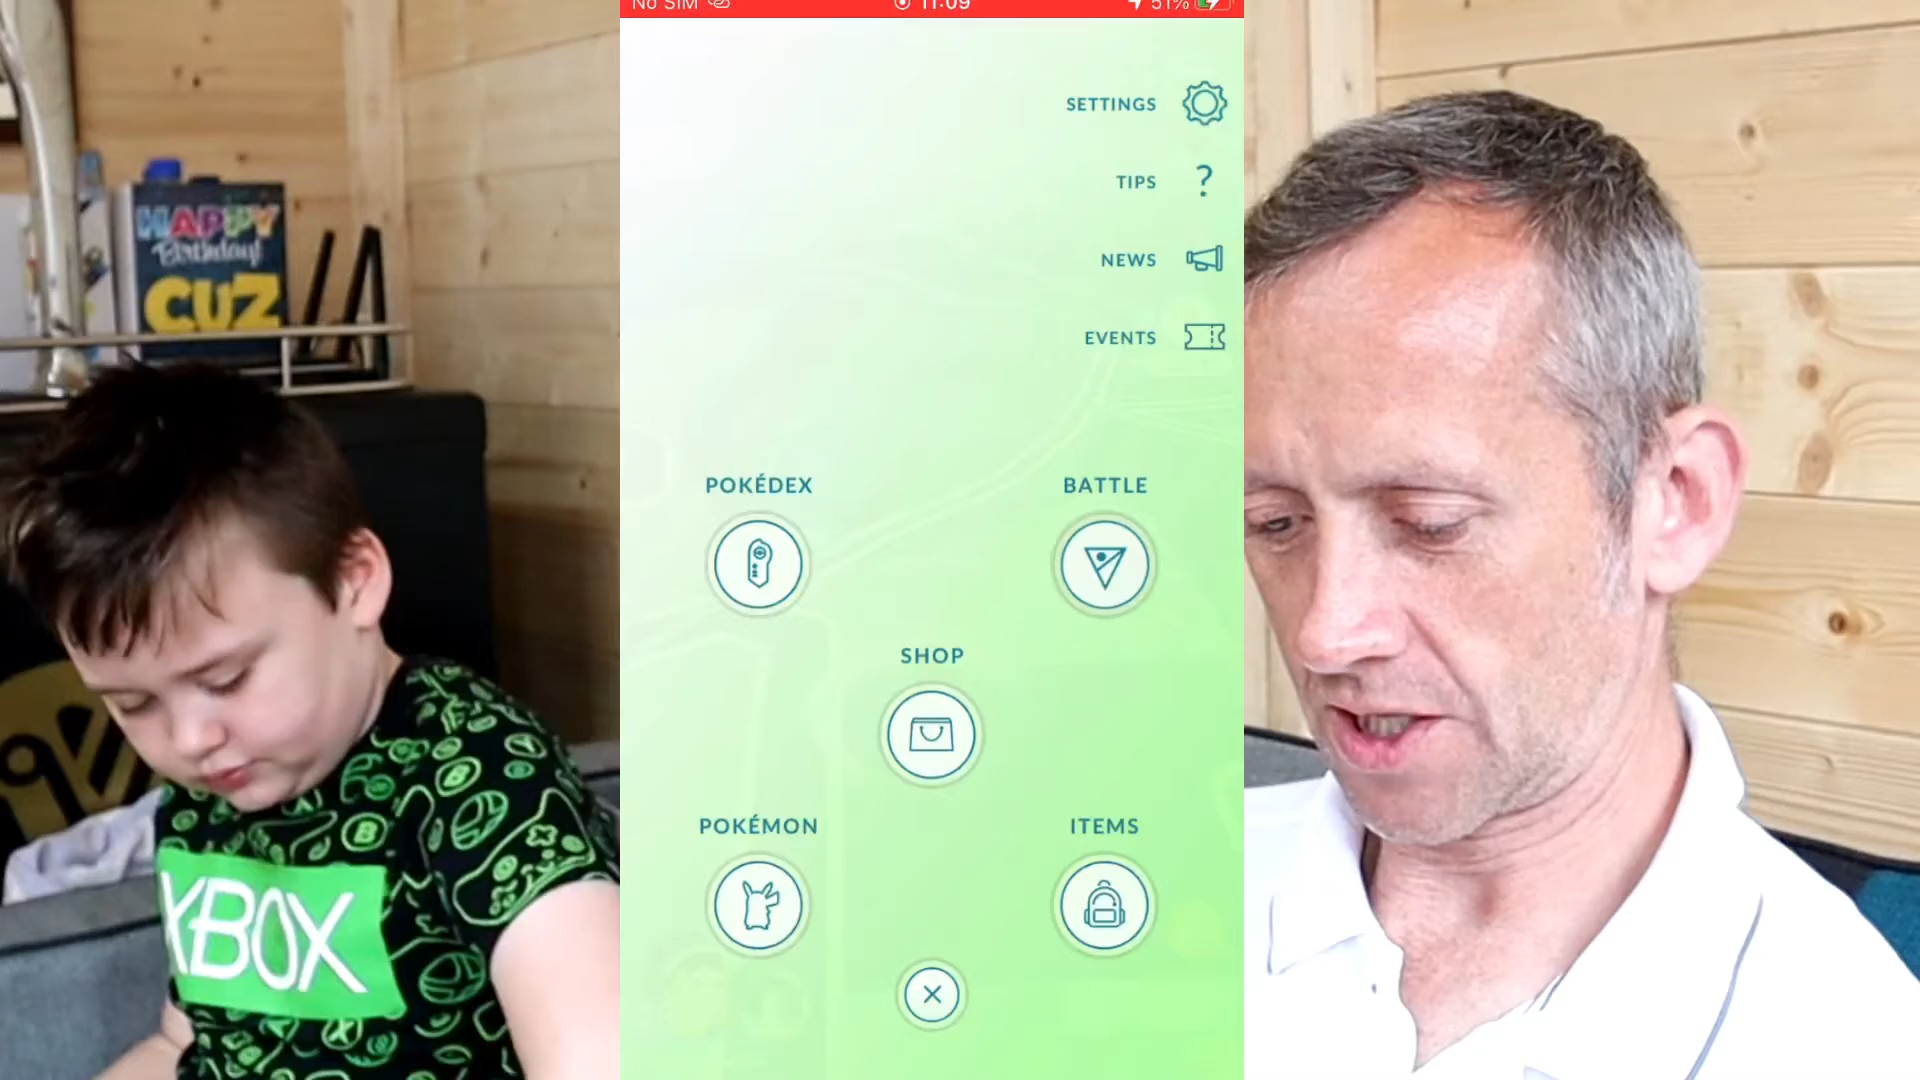 No SIM
11:09
51%
SETTINGS
TIPS
?
NEWS
EVENTS
HAPPY
Birthday!
CUZ
POKÉDEX
BATTLE
SHOP
POKÉMON
ITEMS
XBOX
B
B